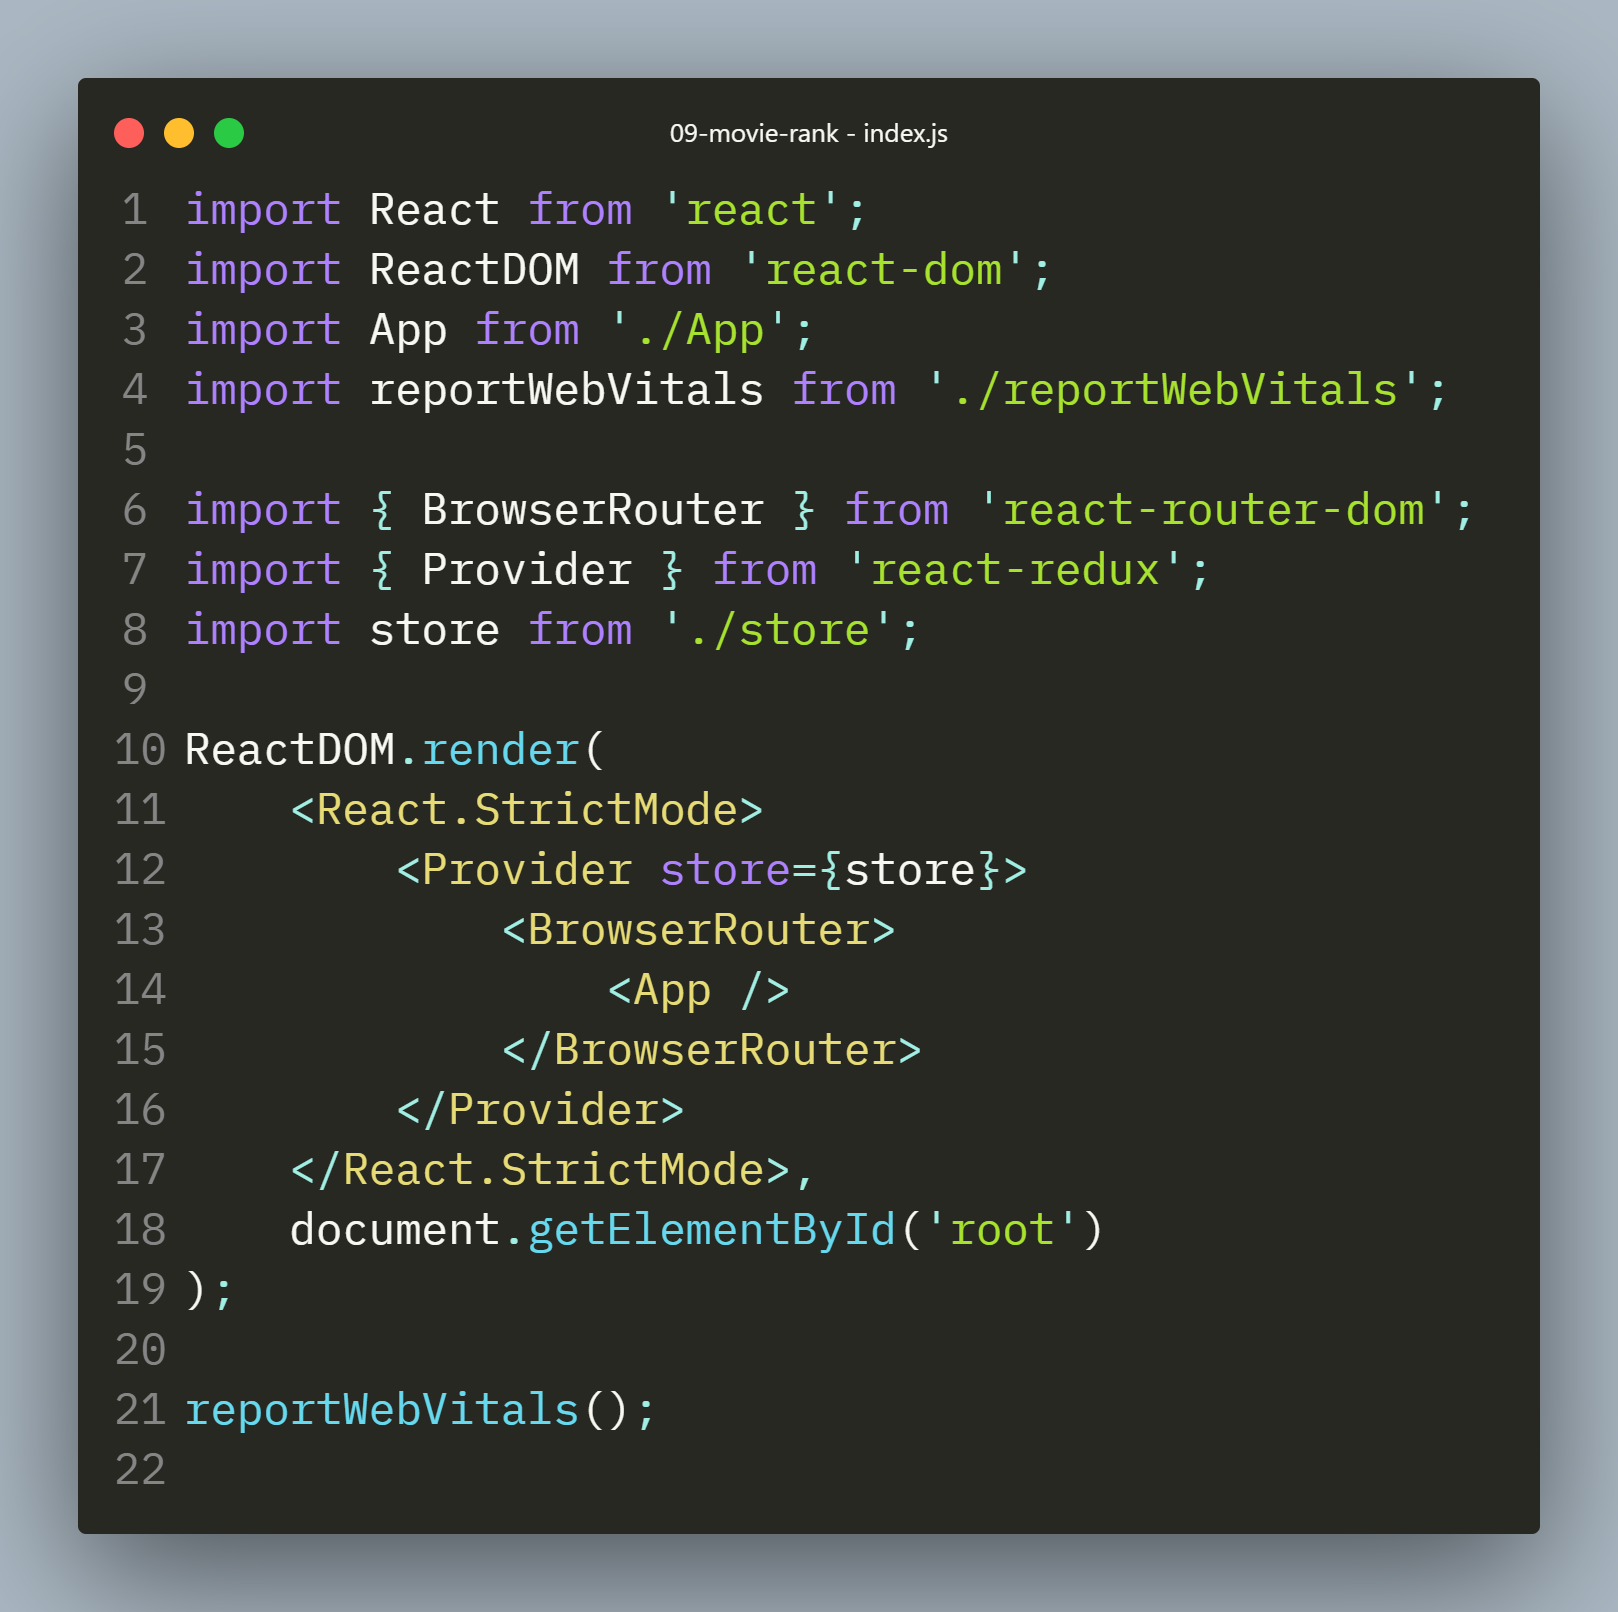 09-movie-rank - index.js
1 import React from 'react';
2 import ReactDOM from 'react-dom';
3 import App from './App';
4 import reportWebVitals from './reportWebVitals';
5
6 import { BrowserRouter } from 'react-router-dom';
7 import { Provider } from 'react-redux';
8 import store from './store';
9
10 ReactDOM.render(
11     <React.StrictMode>
12         <Provider store={store}>
13             <BrowserRouter>
14                 <App />
15             </BrowserRouter>
16         </Provider>
17     </React.StrictMode>,
18     document.getElementById('root')
19 );
20
21 reportWebVitals();
22